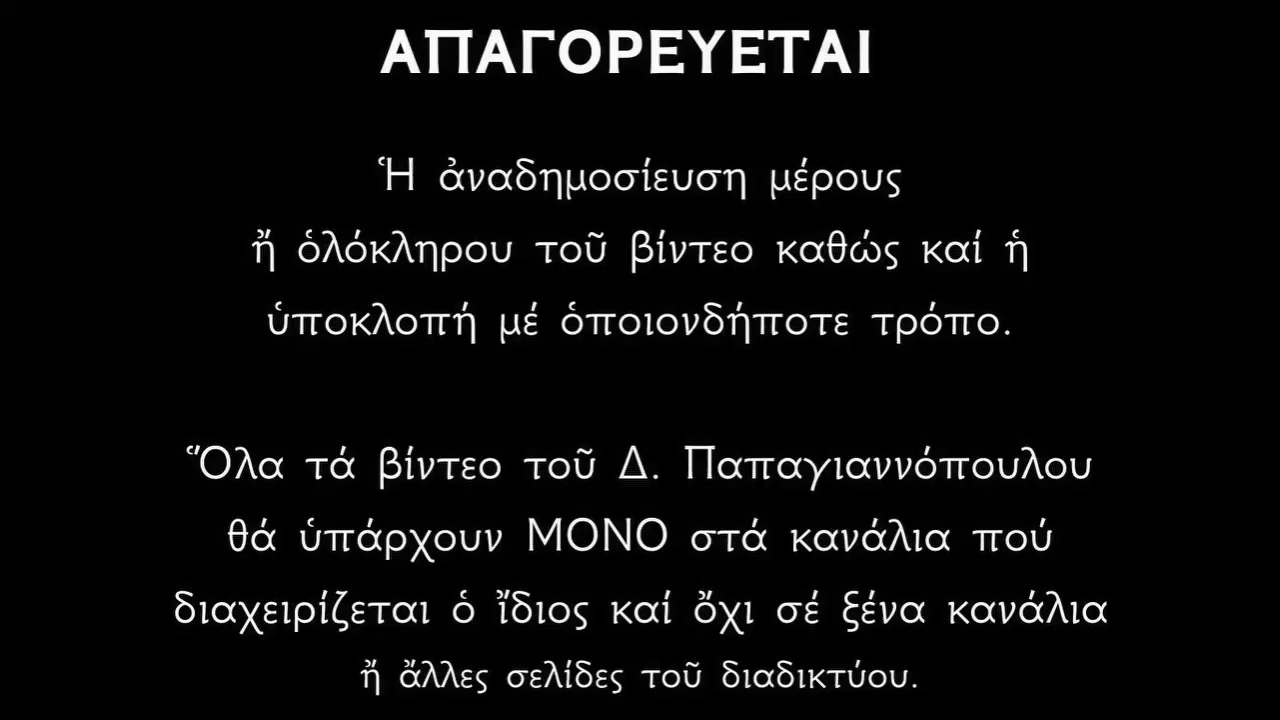 ΑΠΑΓΟΡΕΥΕΤΑΙ
Ἡ ἀναδημοσίευση μέρους
ἤ ὁλόκληρου τοῦ βίντεο καθώς καί ἡ
ὑποκλοπή μέ ὁποιονδήποτε τρόπο.
Ὅλα τά βίντεο τοῦ Δ. Παπαγιαννόπουλου
θά ὑπάρχουν ΜΟΝΟ στά κανάλια πού
διαχειρίζεται ὁ ἴδιος καί ὄχι σέ ξένα κανάλια
ἤ ἄλλες σελίδες τοῦ διαδικτύου.